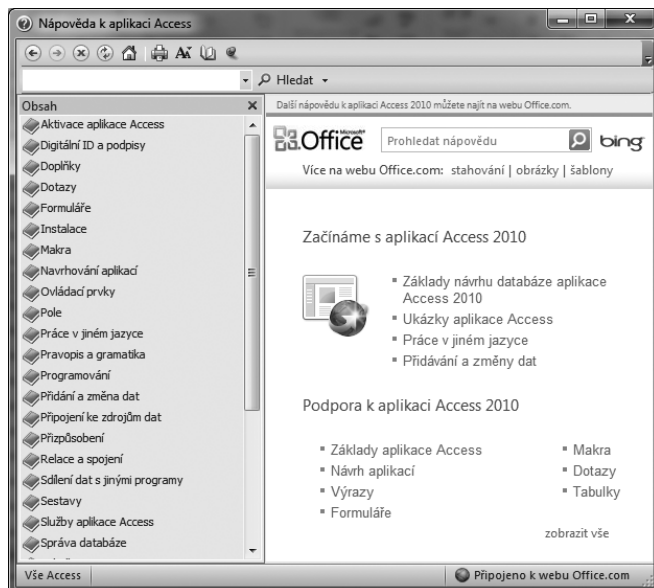 Nápověda k aplikaci Access
Hledat
Obsah
Aktivace aplikace Access
Digitální ID a podpisy
Doplňky
Dotazy
Formuláře
Instalace
Makra
Navrhování aplikací
Ovládací prvky
Pole
Práce v jiném jazyce
Pravopis a gramatika
Programování
Přidání a změna dat
Připojení ke zdrojům dat
Přizpůsobení
Relace a spojení
Sdílení dat s jinými programy
Sestavy
Služby aplikace Access
Správa databáze
Další nápovědu k aplikaci Access 2010 můžete najít na webu Office.com.
Microsoft
Office Prohledat nápovědu bing
Více na webu Office.com: stahování | obrázky | šablony
Začínáme s aplikací Access 2010
Základy návrhu databáze aplikace
Access 2010
Ukázky aplikace Access
Práce v jiném jazyce
Přidávání a změny dat
Podpora k aplikaci Access 2010
Základy aplikace Access
Návrh aplikací
Výrazy
Formuláře
Makra
Dotazy
Tabulky
zobrazit vše
Vše Access
Připojeno k webu Office.com